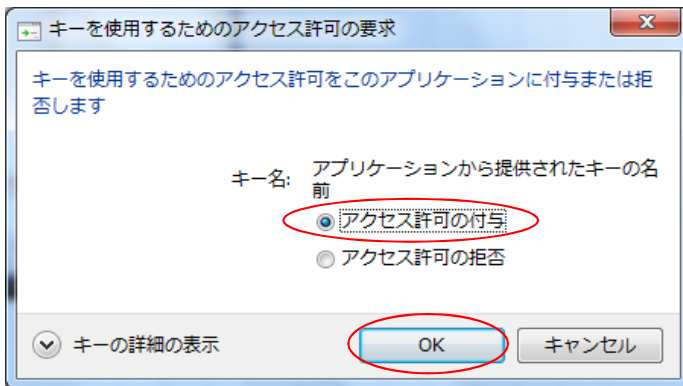 キーを使用するためのアクセス許可の要求
キーを使用するためのアクセス許可をこのアプリケーションに付与または拒
否します
キー名: アプリケーションから提供されたキーの名
前
アクセス許可の付与
アクセス許可の拒否
キーの詳細の表示 OK キャンセル